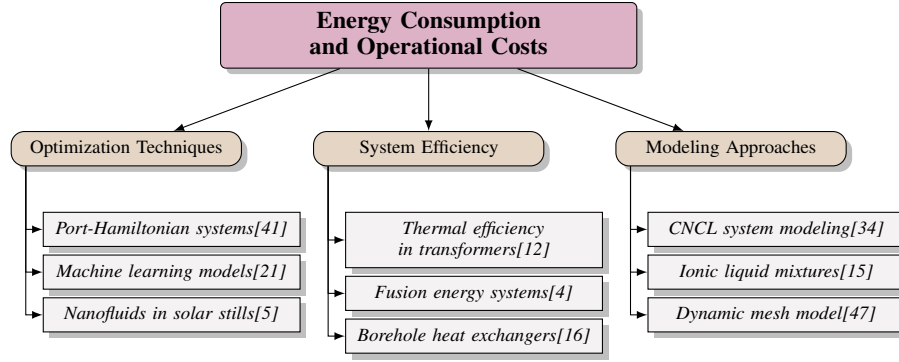 Energy Consumption
and Operational Costs
Optimization Techniques
System Efficiency
Modeling Approaches
Port-Hamiltonian systems[41]
Machine learning models[21]
Nanofluids in solar stills[5]
Thermal efficiency
in transformers[12]
Fusion energy systems[4]
Borehole heat exchangers[16]
CNCL system modeling[34]
Ionic liquid mixtures[15]
Dynamic mesh model[47]